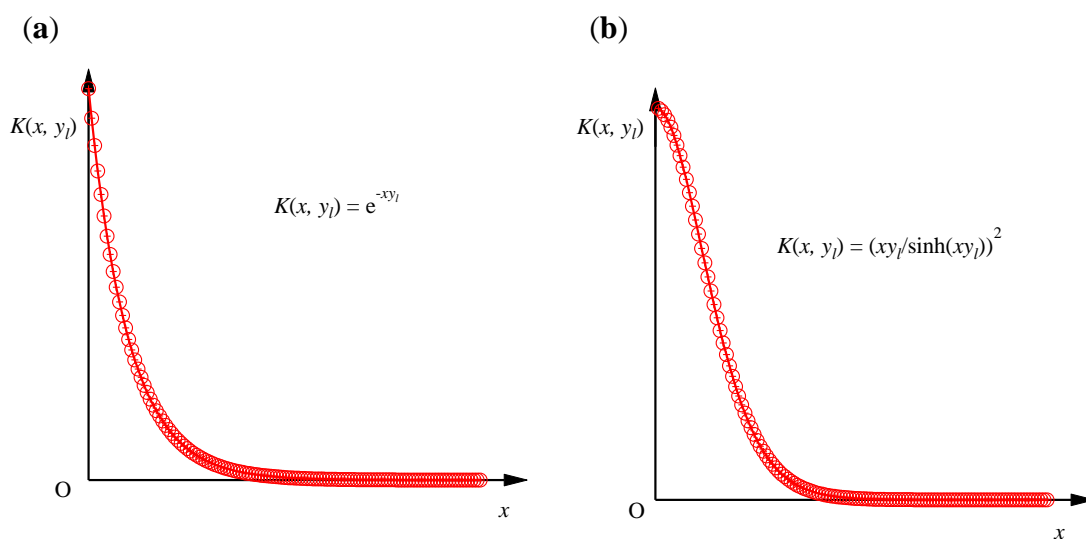 (a)
K(x, y_l)
K(x, y_l) = e^{-xy_l}
O
x
(b)
K(x, y_l)
K(x, y_l) = (xy_l/sinh(xy_l))^2
O
x